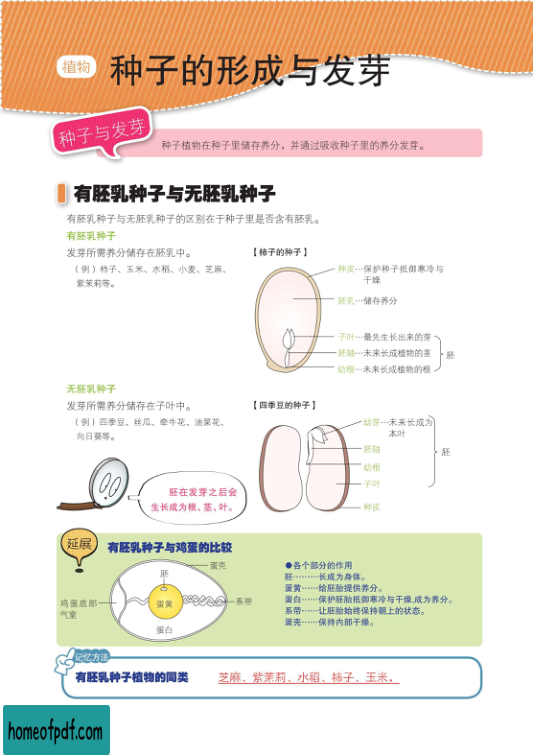 植物
种子的形成与发芽
种子与发芽
种子植物在种子里储存养分，并通过吸收种子里的养分发芽。
有胚乳种子与无胚乳种子
有胚乳种子与无胚乳种子的区别在于种子里是否含有胚乳。
有胚乳种子
发芽所需养分储存在胚乳中。
（例）柿子、玉米、水稻、小麦、芝麻、
紫茉莉等。
【柿子的种子】
种皮…保护种子抵御寒冷与
干燥
胚乳…储存养分
子叶…最先生长出来的芽
胚轴…未来长成植物的茎
胚
幼根…未来长成植物的根
无胚乳种子
发芽所需养分储存在子叶中。
（例）四季豆、丝瓜、牵牛花、油菜花、
向日葵等。
【四季豆的种子】
幼芽…未来长成为
本叶
胚轴
胚
幼根
子叶
种皮
胚在发芽之后会
生长成为根、茎、叶。
延展
有胚乳种子与鸡蛋的比较
蛋壳
胚
蛋黄
系带
鸡蛋底部
气室
蛋白
●各个部分的作用
胚………长成为身体。
蛋黄……给胚胎提供养分。
蛋白……保护胚胎抵御寒冷与干燥,成为养分。
系带……让胚胎始终保持朝上的状态。
蛋壳……保持内部干燥。
记忆方法
有胚乳种子植物的同类
芝麻、紫茉莉、水稻、柿子、玉米。
homeofpdf.com